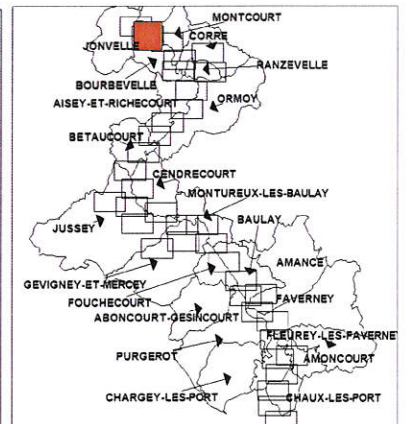 MONTCOURT
CORRE
JONVELLE
RANZEVELLE
BOURBEVELLE
AISEY-ET-RICHECOURT
ORMOY
BETAUCOURT
CENDRECOURT
MONTUREUX-LES-BAULAY
BAULAY
JUSSEY
AMANCE
GEVIGNEY-ET-MERCEY
FOUCHECOURT
FAVERNEY
ABONCOURT-GESINCOURT
FLEUREY-LES-FAVERNE
PURGEROT
AMONCOURT
CHARGEY-LES-PORT
CHAUX-LES-PORT